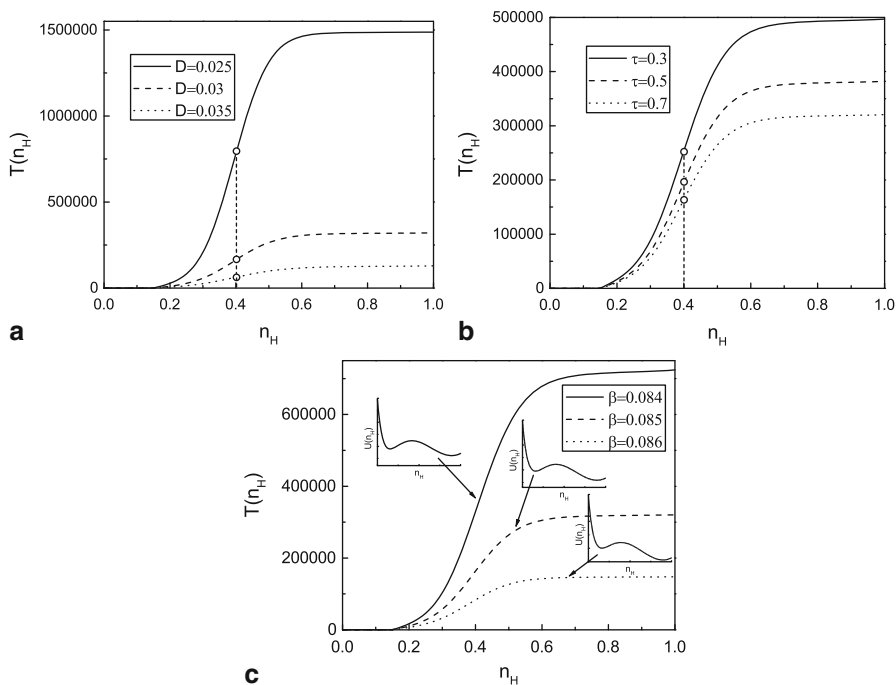 1500000
1000000
500000
0
T(n_H)
D=0.025
D=0.03
D=0.035
0.0 0.2 0.4 0.6 0.8 1.0
n_H
a
500000
400000
300000
200000
100000
0
T(n_H)
τ=0.3
τ=0.5
τ=0.7
0.0 0.2 0.4 0.6 0.8 1.0
n_H
b
600000
400000
200000
0
T(n_H)
β=0.084
β=0.085
β=0.086
U(n_H)
n_H
U(n_H)
n_H
U(n_H)
n_H
0.0 0.2 0.4 0.6 0.8 1.0
n_H
c